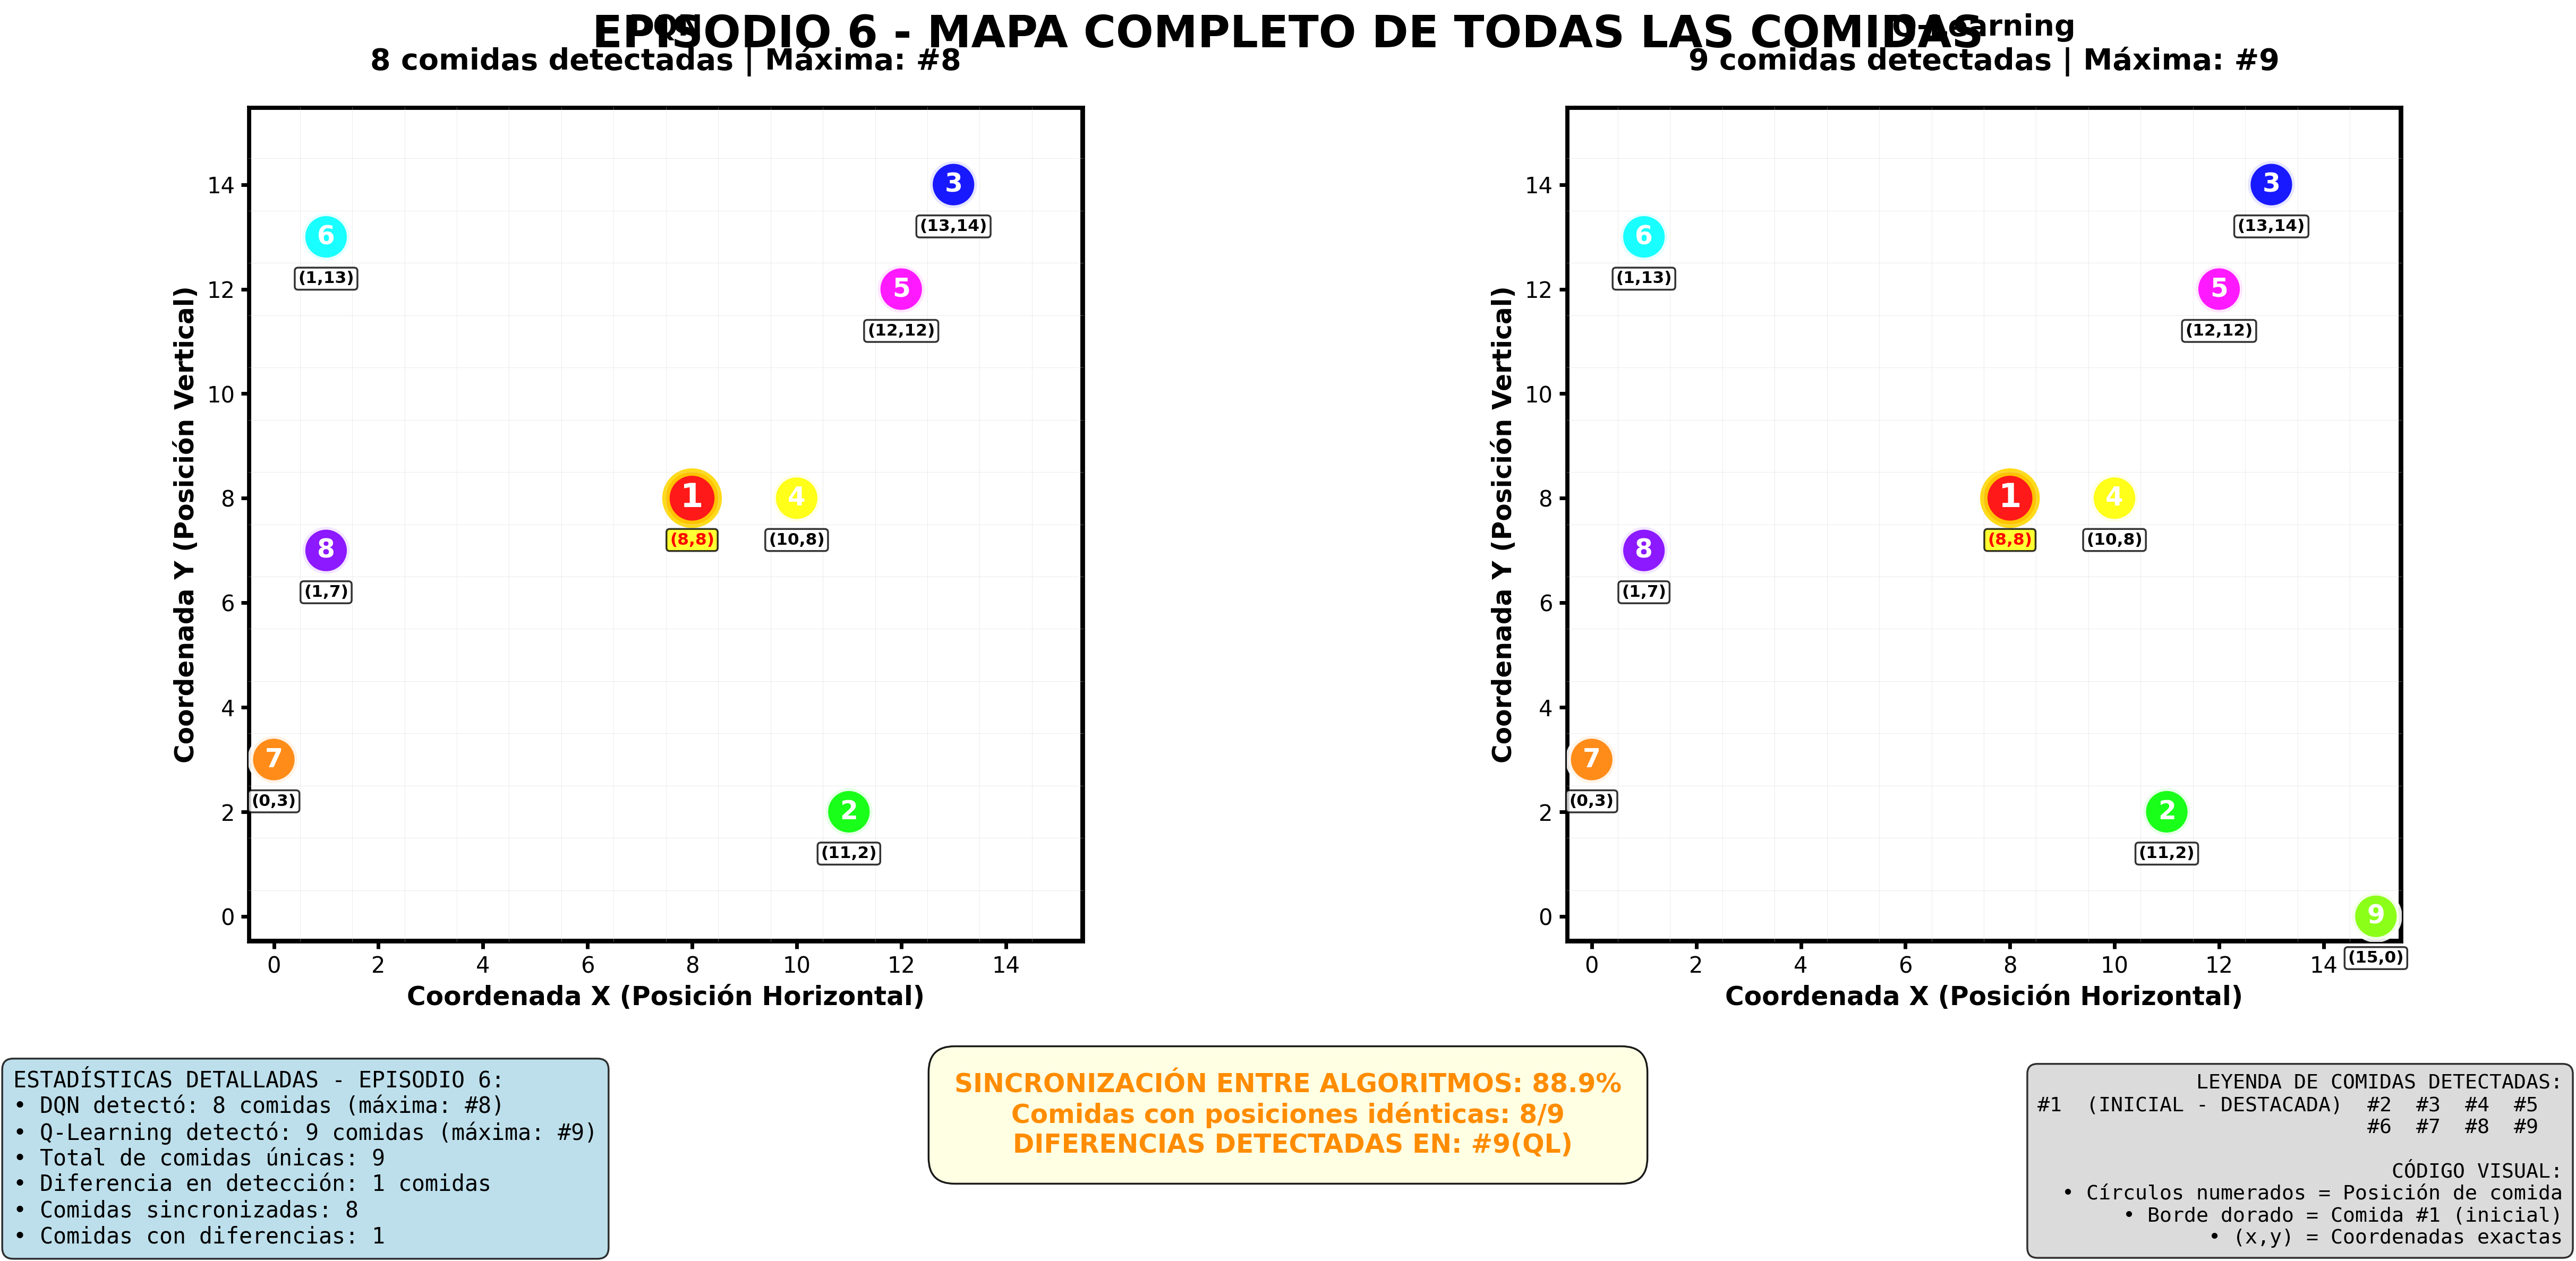 EPISODIO 6 - MAPA COMPLETO DE TODAS LAS COMIDAS
DQN
8 comidas detectadas | Máxima: #8
Coordenada Y (Posición Vertical)
14
12
10
8
6
4
2
0
3
(13,14)
6
(1,13)
5
(12,12)
1
(8,8)
4
(10,8)
8
(1,7)
7
(0,3)
2
(11,2)
0 2 4 6 8 10 12 14
Coordenada X (Posición Horizontal)
Q-Learning
9 comidas detectadas | Máxima: #9
Coordenada Y (Posición Vertical)
14
12
10
8
6
4
2
0
3
(13,14)
6
(1,13)
5
(12,12)
1
(8,8)
4
(10,8)
8
(1,7)
7
(0,3)
2
(11,2)
9
(15,0)
0 2 4 6 8 10 12 14
Coordenada X (Posición Horizontal)
ESTADÍSTICAS DETALLADAS - EPISODIO 6:
• DQN detectó: 8 comidas (máxima: #8)
• Q-Learning detectó: 9 comidas (máxima: #9)
• Total de comidas únicas: 9
• Diferencia en detección: 1 comidas
• Comidas sincronizadas: 8
• Comidas con diferencias: 1
SINCRONIZACIÓN ENTRE ALGORITMOS: 88.9%
Comidas con posiciones idénticas: 8/9
DIFERENCIAS DETECTADAS EN: #9(QL)
LEYENDA DE COMIDAS DETECTADAS:
#1 (INICIAL - DESTACADA) #2 #3 #4 #5
#6 #7 #8 #9
CÓDIGO VISUAL:
• Círculos numerados = Posición de comida
• Borde dorado = Comida #1 (inicial)
• (x,y) = Coordenadas exactas